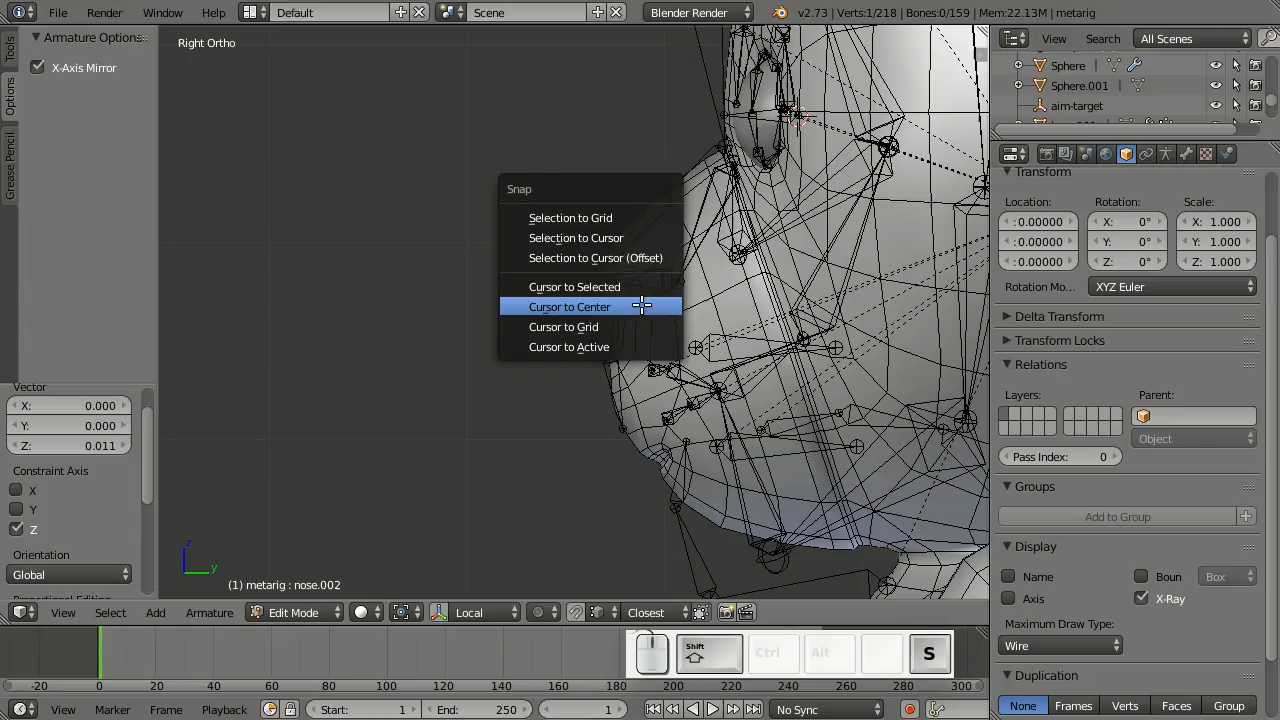 File Render Window Help Default Scene Blender Render v2.73 | Verts:1/218 | Bones:0/159 | Mem:22.13M | metarig
Tools
Options
Grease Pencil
Armature Options
X-Axis Mirror
Vector
X: 0.000
Y: 0.000
Z: 0.011
Constraint Axis
X
Y
Z
Orientation
Global
Right Ortho
Snap
Selection to Grid
Selection to Cursor
Selection to Cursor (Offset)
Cursor to Selected
Cursor to Center
Cursor to Grid
Cursor to Active
z
y
(1) metarig : nose.002
View Select Add Armature Edit Mode Local Closest
Shift Ctrl Alt S
-20 0 20 40 60 80 100 120 140 160 180 200 220 240 260 280 300
View Marker Frame Playback Start: 1 End: 250 1 No Sync
View Search All Scenes
Sphere
Sphere.001
aim-target
Transform
Location: Rotation: Scale:
:0.00000 X: 0° X: 1.000
:0.00000 Y: 0° Y: 1.000
:0.00000 Z: 0° Z: 1.000
Rotation Mo... XYZ Euler
Delta Transform
Transform Locks
Relations
Layers: Parent:
Object
Pass Index: 0
Groups
Add to Group
Display
Name Boun Box
Axis X-Ray
Maximum Draw Type:
Wire
Duplication
None Frames Verts Faces Group